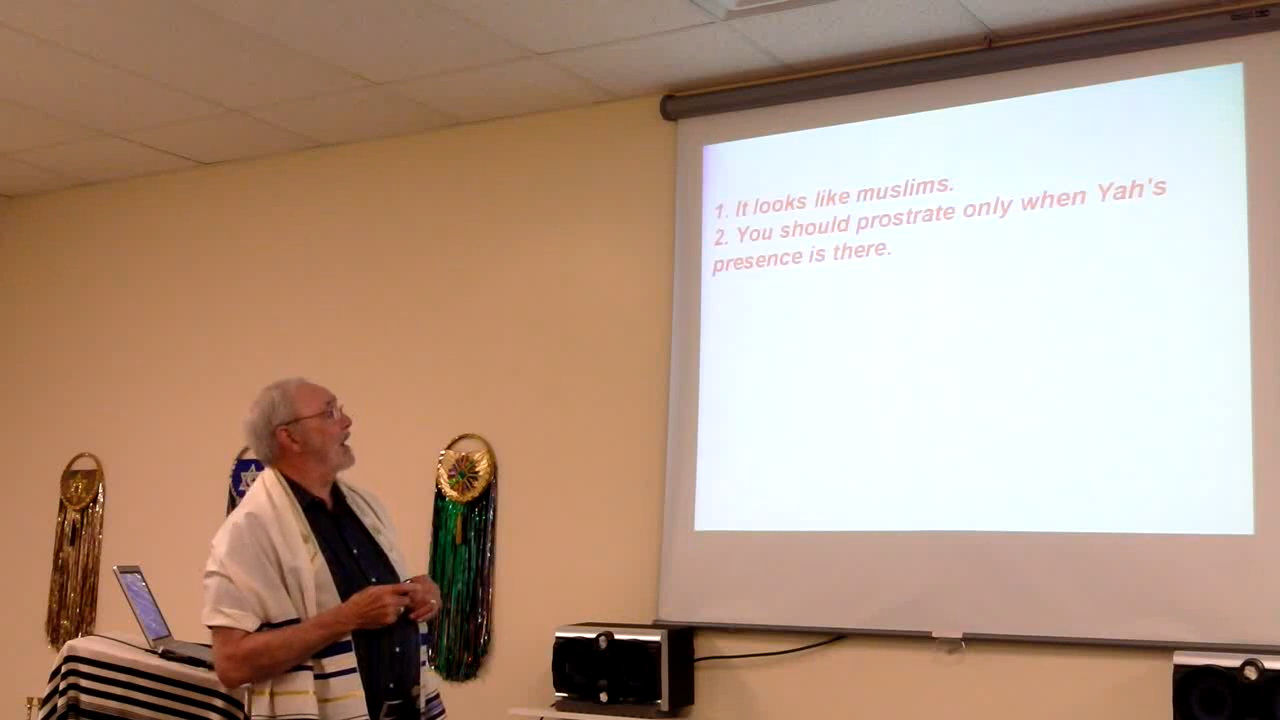 1. It looks like muslims.
2. You should prostrate only when Yah's
presence is there.